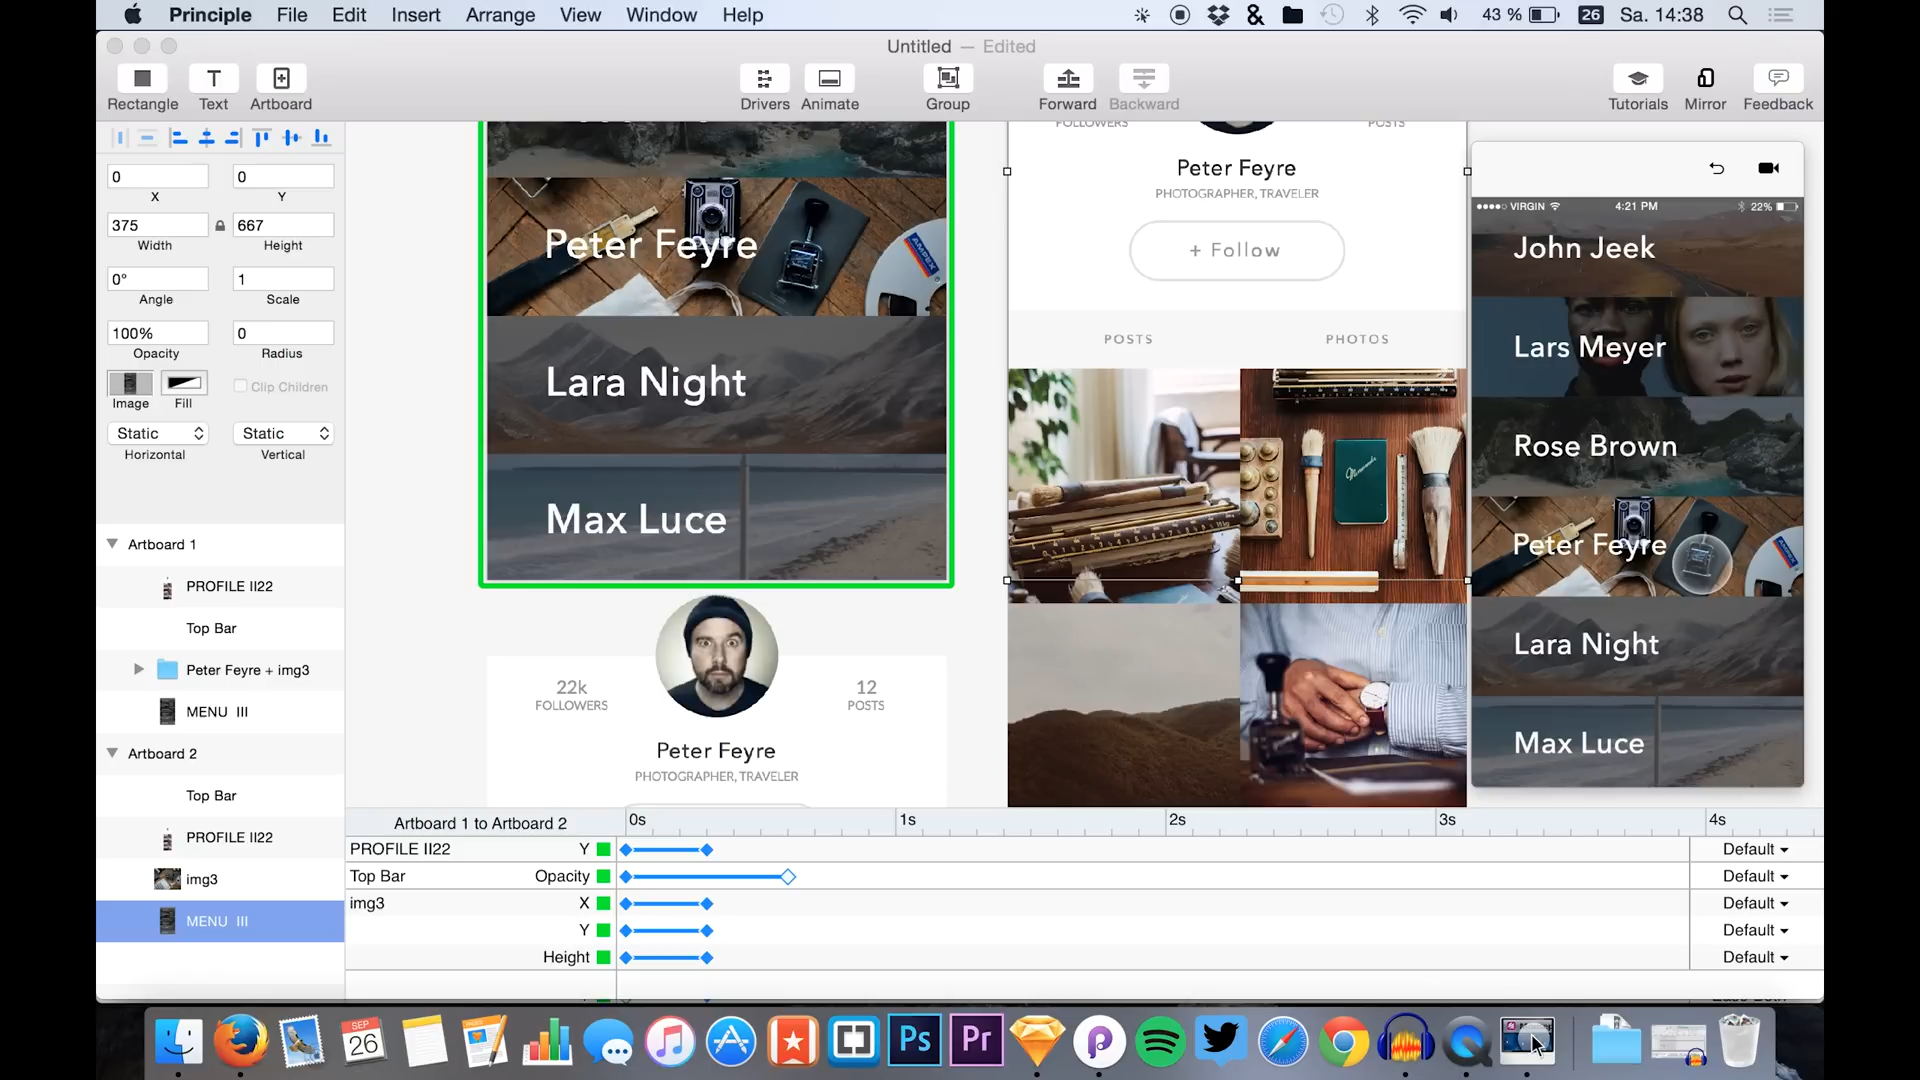 Principle File Edit Insert Arrange View Window Help 43 % 26 Sa. 14:38
Untitled — Edited
Rectangle Text Artboard Drivers Animate Group Forward Backward Tutorials Mirror Feedback
0 0
X Y
375 667
Width Height
0° 1
Angle Scale
100% 0
Opacity Radius
Clip Children
Image Fill
Static Static
Horizontal Vertical
Artboard 1
PROFILE II22
Top Bar
Peter Feyre + img3
MENU III
Artboard 2
Top Bar
PROFILE II22
img3
MENU III
Peter Feyre
AMPEX
Lara Night
Max Luce
22k
FOLLOWERS
12
POSTS
Peter Feyre
PHOTOGRAPHER, TRAVELER
FOLLOWERS POSTS
Peter Feyre
PHOTOGRAPHER, TRAVELER
+ Follow
POSTS PHOTOS
VIRGIN 4:21 PM 22%
John Jeek
Lars Meyer
Rose Brown
Peter Feyre
Lara Night
Max Luce
Artboard 1 to Artboard 2 0s 1s 2s 3s 4s
PROFILE II22 Y Default
Top Bar Opacity Default
img3 X Default
Y Default
Height Default
SEP
26
Ps
Pr